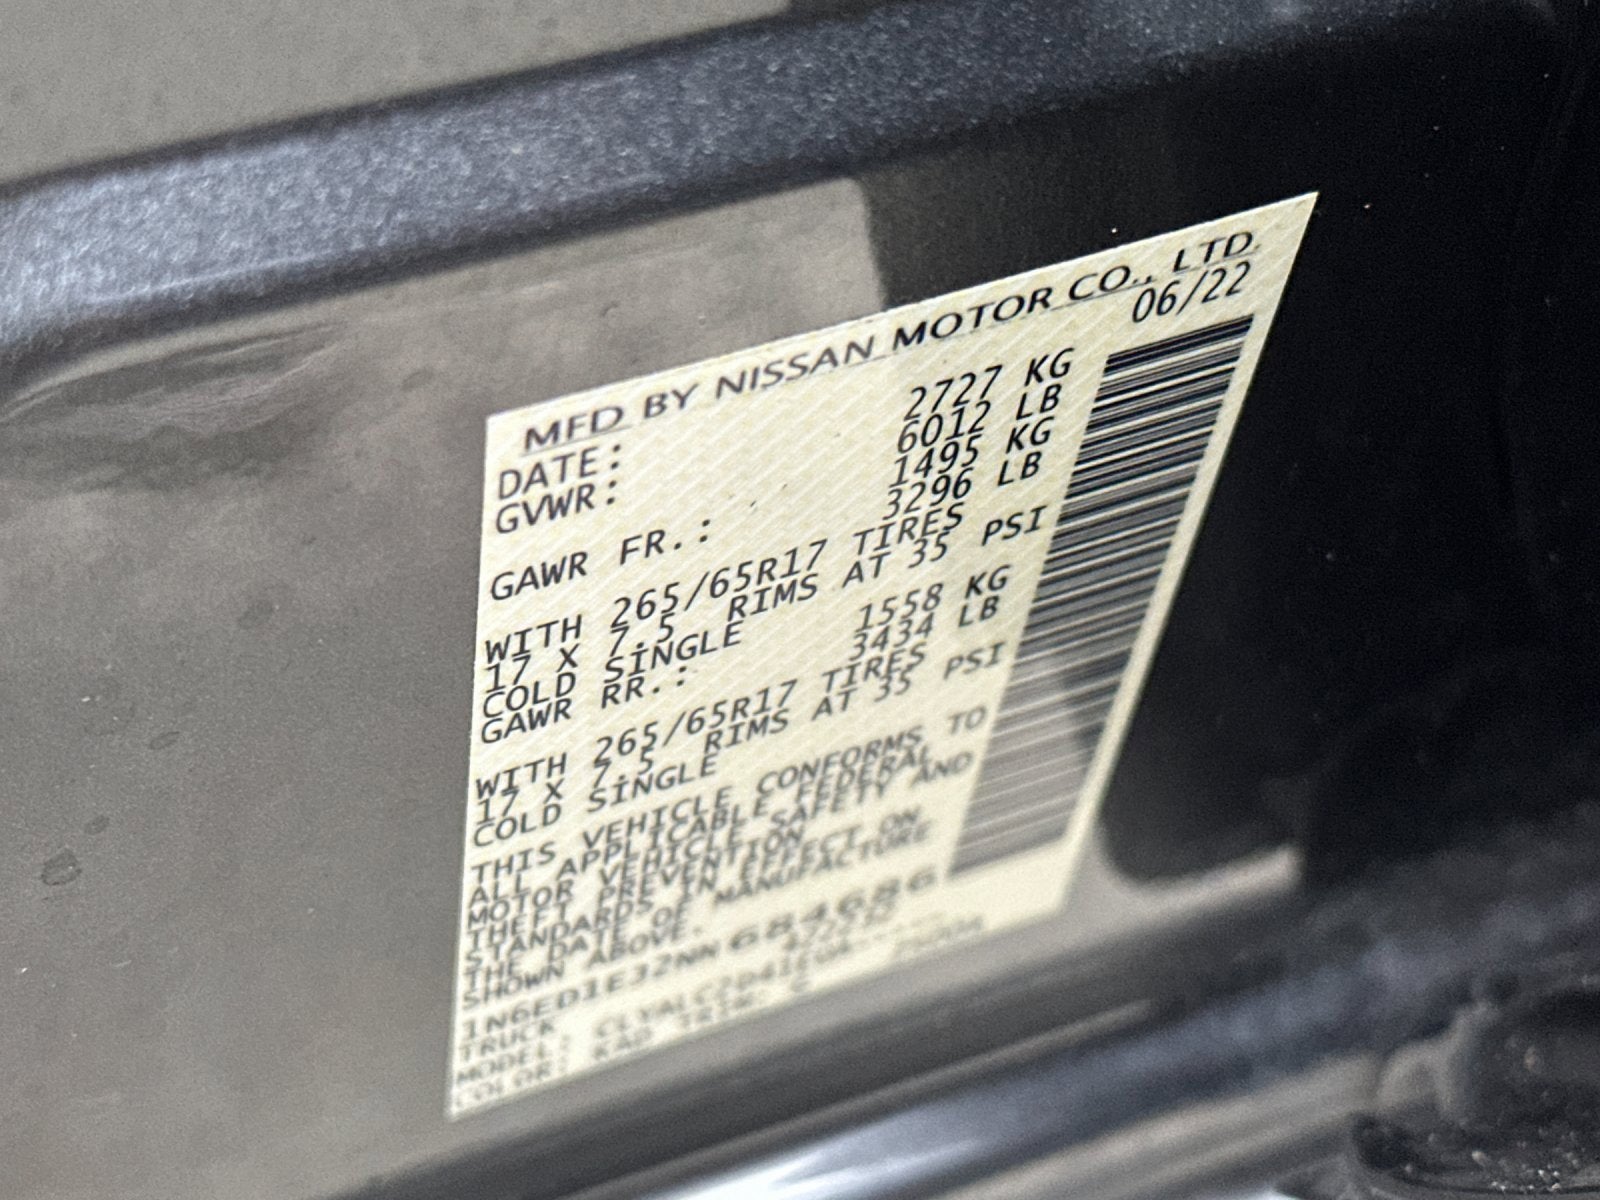 MFD BY NISSAN MOTOR CO., LTD.
DATE: 06/22
GVWR: 2727 KG
6012 LB
GAWR FR.: 1495 KG
3296 LB
WITH 265/65R17 TIRES
17 X 7.5 RIMS AT 35 PSI
COLD SINGLE
GAWR RR.: 1558 KG
3434 LB
WITH 265/65R17 TIRES
17 X 7.5 RIMS AT 35 PSI
COLD SINGLE
THIS VEHICLE CONFORMS TO
ALL APPLICABLE FEDERAL
MOTOR VEHICLE SAFETY AND
THEFT PREVENTION
STANDARDS IN EFFECT ON
THE DATE OF MANUFACTURE
SHOWN ABOVE.
1N6ED1E32NN684686
TRUCK
MODEL:
COLOR: KAD TRIM: